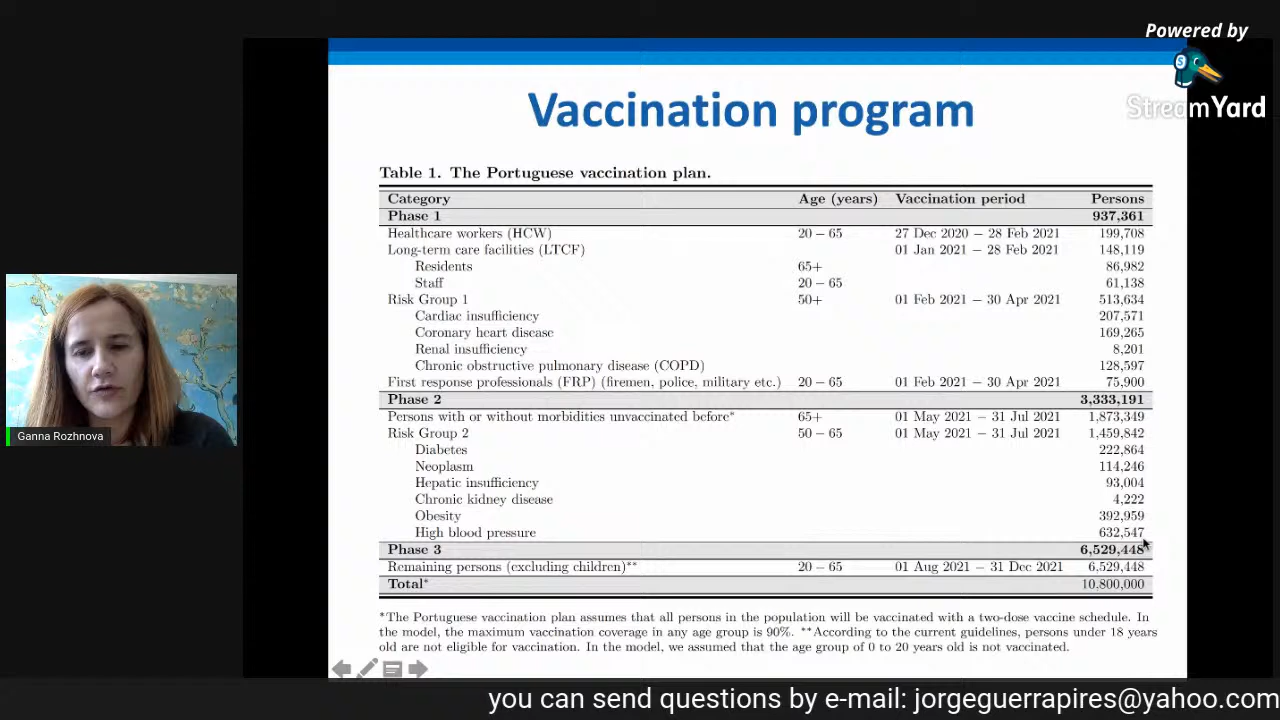 Powered by
StreamYard
Vaccination program
Table 1. The Portuguese vaccination plan.
Category Age (years) Vaccination period Persons
Phase 1 937,361
Healthcare workers (HCW) 20 − 65 27 Dec 2020 − 28 Feb 2021 199,708
Long-term care facilities (LTCF) 01 Jan 2021 − 28 Feb 2021 148,119
Residents 65+ 86,982
Staff 20 − 65 61,138
Risk Group 1 50+ 01 Feb 2021 − 30 Apr 2021 513,634
Cardiac insufficiency 207,571
Coronary heart disease 169,265
Renal insufficiency 8,201
Chronic obstructive pulmonary disease (COPD) 128,597
First response professionals (FRP) (firemen, police, military etc.) 20 − 65 01 Feb 2021 − 30 Apr 2021 75,900
Phase 2 3,333,191
Persons with or without morbidities unvaccinated before* 65+ 01 May 2021 − 31 Jul 2021 1,873,349
Risk Group 2 50 − 65 01 May 2021 − 31 Jul 2021 1,459,842
Diabetes 222,864
Neoplasm 114,246
Hepatic insufficiency 93,004
Chronic kidney disease 4,222
Obesity 392,959
High blood pressure 632,547
Phase 3 6,529,448
Remaining persons (excluding children)** 20 − 65 01 Aug 2021 − 31 Dec 2021 6,529,448
Total* 10,800,000
*The Portuguese vaccination plan assumes that all persons in the population will be vaccinated with a two-dose vaccine schedule. In
the model, the maximum vaccination coverage in any age group is 90%. **According to the current guidelines, persons under 18 years
old are not eligible for vaccination. In the model, we assumed that the age group of 0 to 20 years old is not vaccinated.
Ganna Rozhnova
you can send questions by e-mail: jorgeguerrapires@yahoo.com